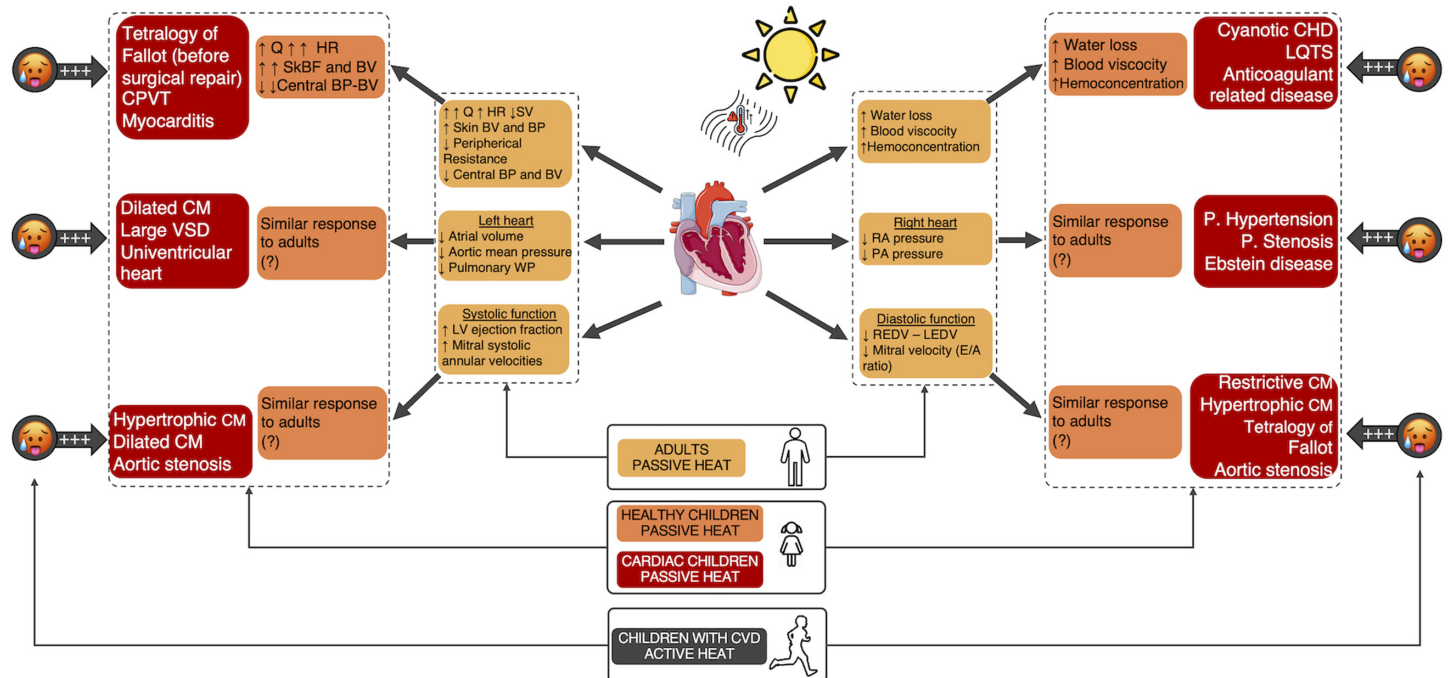 Tetralogy of
Fallot (before
surgical repair)
CPVT
Myocarditis
↑ Q ↑ ↑ HR
↑ ↑ SkBF and BV
↓ ↓Central BP-BV
+++
↑ ↑ Q ↑ HR ↓SV
↑ Skin BV and BP
↓ Peripherical
Resistance
↓ Central BP and BV
↑ Water loss
↑ Blood viscocity
↑Hemoconcentration
↑ Water loss
↑ Blood viscosity
↑Hemoconcentration
Cyanotic CHD
LQTS
Anticoagulant
related disease
+++
+++
Dilated CM
Large VSD
Univentricular
heart
Similar response
to adults
(?)
Left heart
↓ Atrial volume
↓ Aortic mean pressure
↓ Pulmonary WP
Right heart
↓ RA pressure
↓ PA pressure
Similar response
to adults
(?)
P. Hypertension
P. Stenosis
Ebstein disease
+++
+++
Hypertrophic CM
Dilated CM
Aortic stenosis
Similar response
to adults
(?)
Systolic function
↑ LV ejection fraction
↑ Mitral systolic
annular velocities
Diastolic function
↓ REDV – LEDV
↓ Mitral velocity (E/A
ratio)
Similar response
to adults
(?)
Restrictive CM
Hypertrophic CM
Tetralogy of
Fallot
Aortic stenosis
+++
ADULTS
PASSIVE HEAT
HEALTHY CHILDREN
PASSIVE HEAT
CARDIAC CHILDREN
PASSIVE HEAT
CHILDREN WITH CVD
ACTIVE HEAT